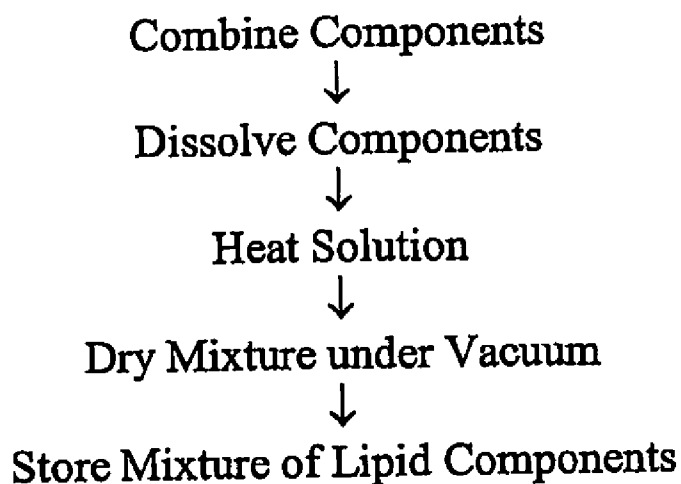 Combine Components
↓
Dissolve Components
↓
Heat Solution
↓
Dry Mixture under Vacuum
↓
Store Mixture of Lipid Components